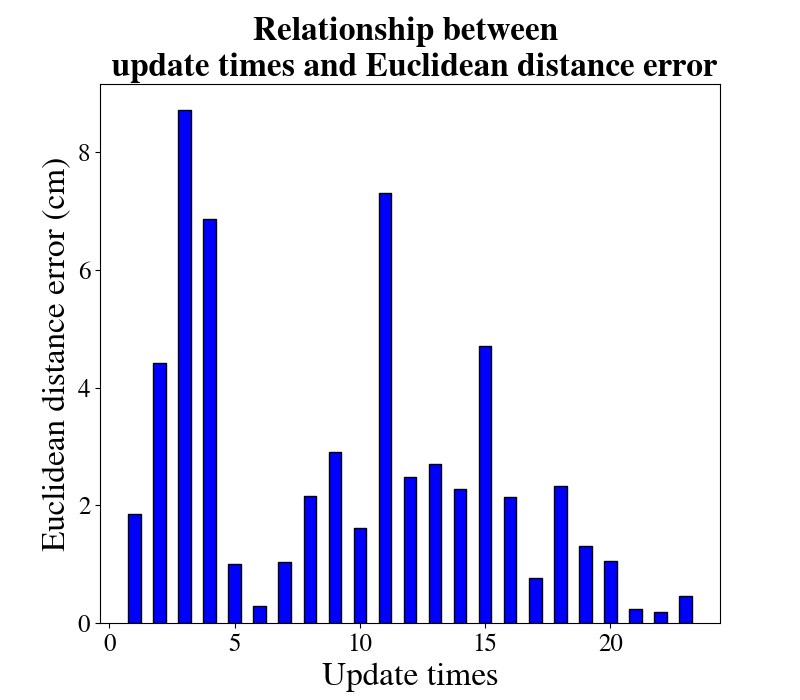 Relationship between
update times and Euclidean distance error
Euclidean distance error (cm)
8
6
4
2
0
0 5 10 15 20
Update times